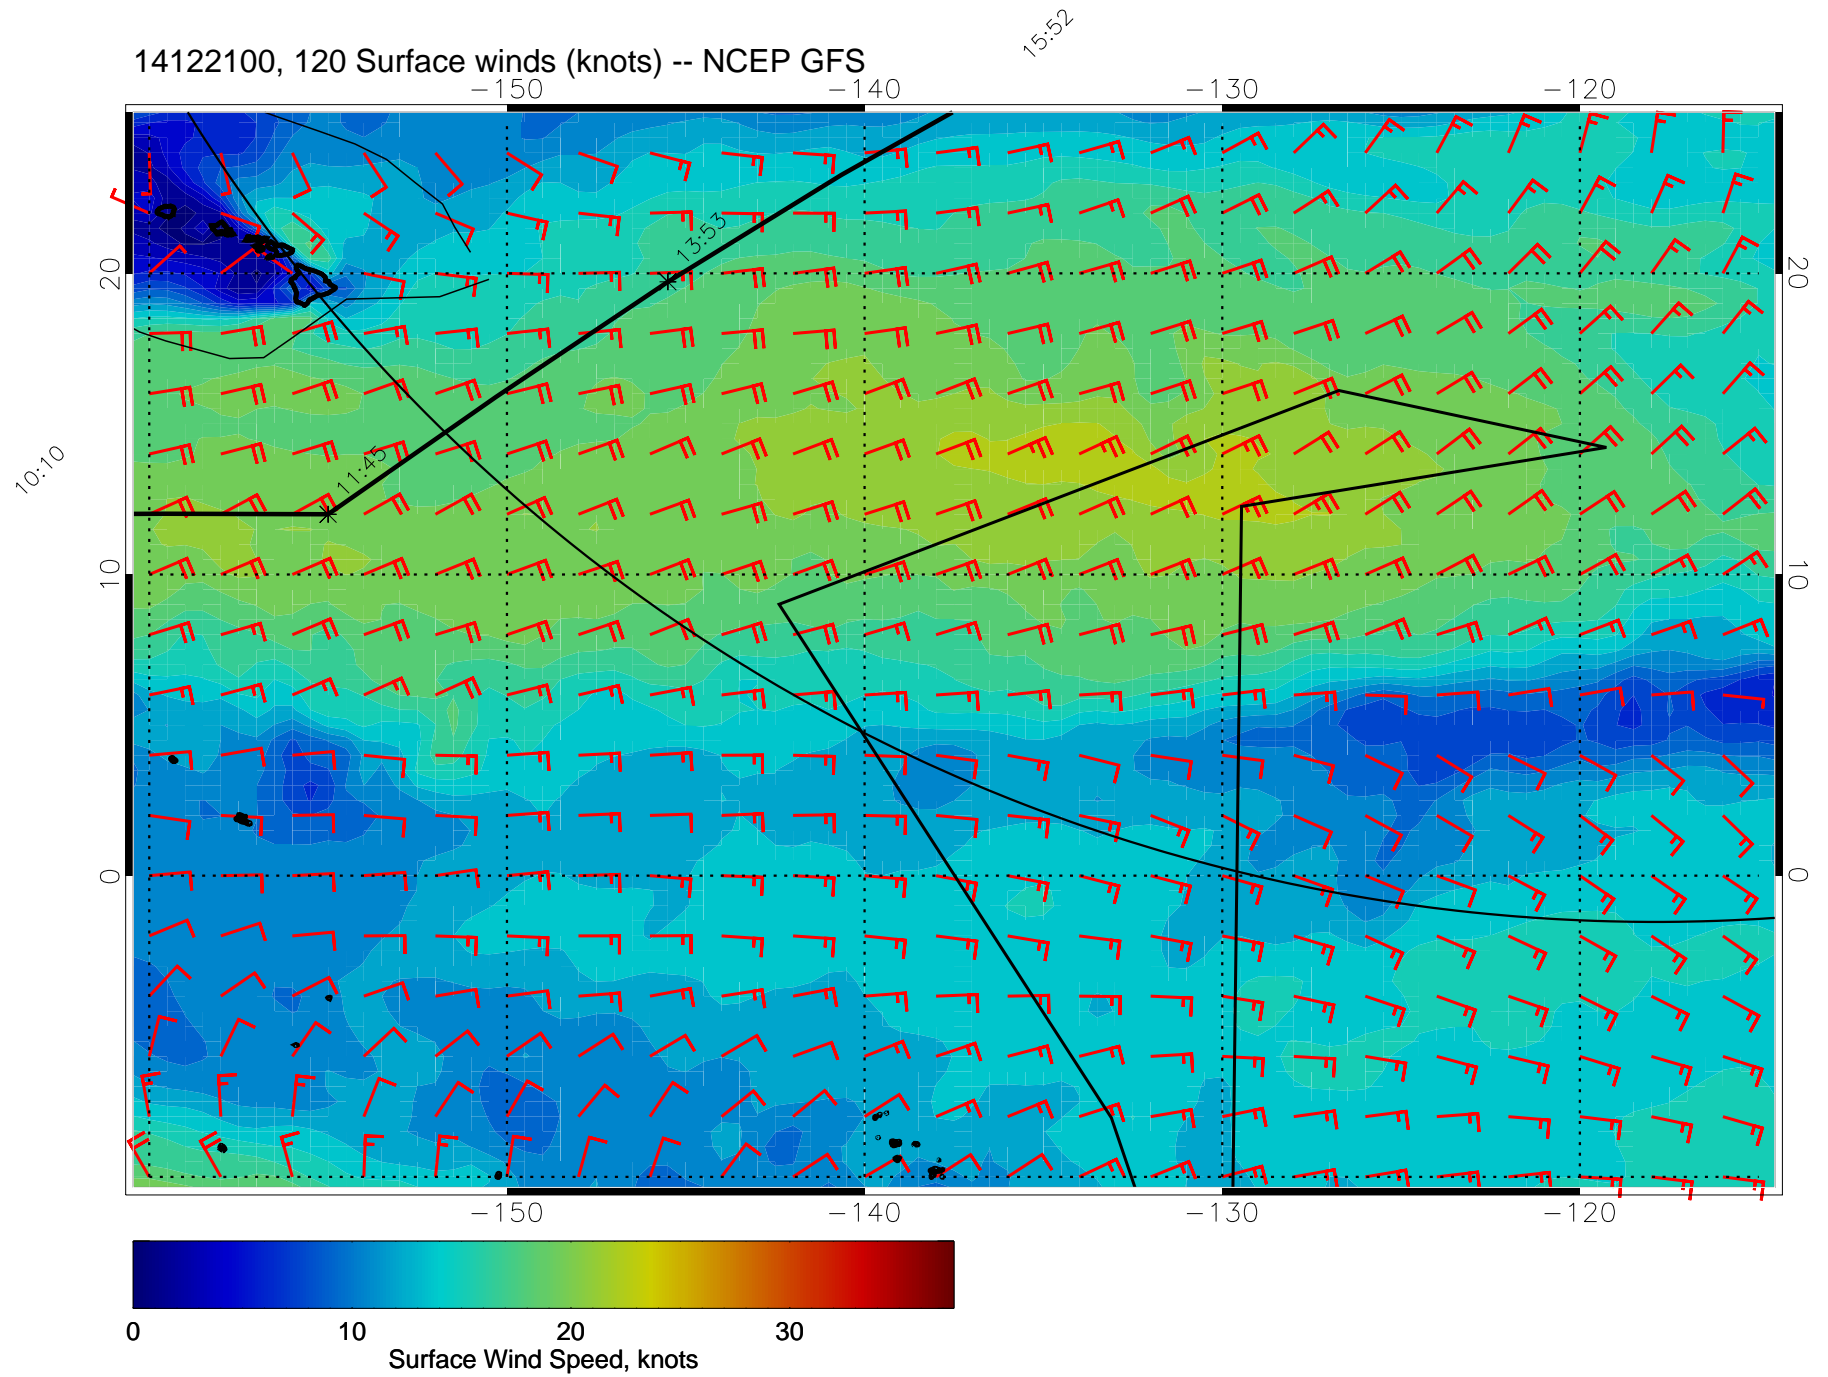 15:52
14122100, 120 Surface winds (knots) -- NCEP GFS
-150 -140 -130 -120
13:53
20 20
11:45
10:10
10 10
0 0
-150 -140 -130 -120
0 10 20 30
Surface Wind Speed, knots